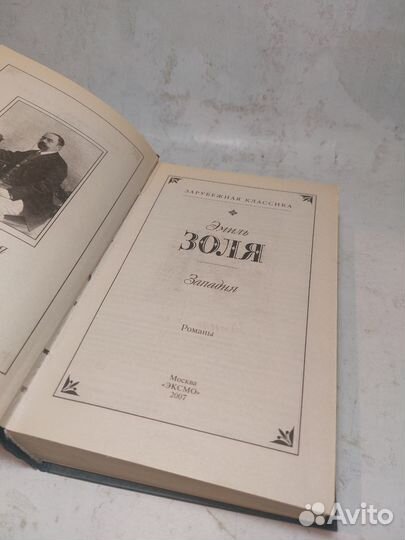 ЗАРУБЕЖНАЯ КЛАССИКА
Эмиль
ЗОЛЯ
Западня
Романы
Москва
«ЭКСМО»
2007
Avito